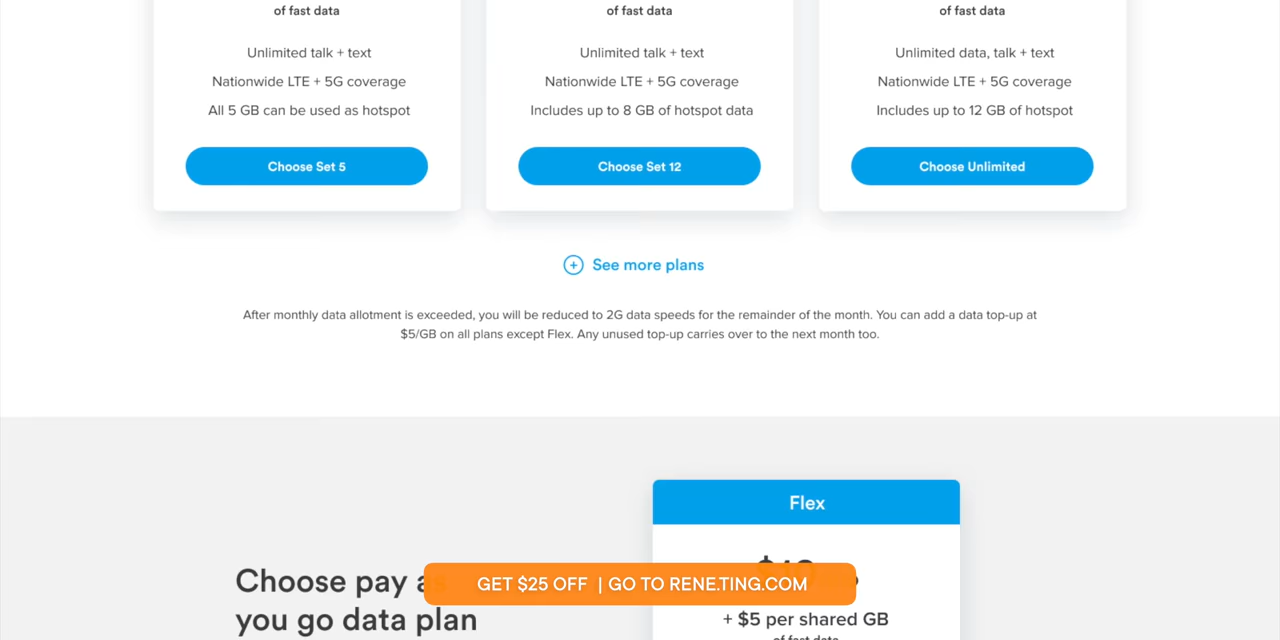 of fast data
of fast data
of fast data
Unlimited talk + text
Unlimited talk + text
Unlimited data, talk + text
Nationwide LTE + 5G coverage
Nationwide LTE + 5G coverage
Nationwide LTE + 5G coverage
All 5 GB can be used as hotspot
Includes up to 8 GB of hotspot data
Includes up to 12 GB of hotspot
Choose Set 5
Choose Set 12
Choose Unlimited
See more plans
After monthly data allotment is exceeded, you will be reduced to 2G data speeds for the remainder of the month. You can add a data top-up at
$5/GB on all plans except Flex. Any unused top-up carries over to the next month too.
Flex
Choose pay
GET $25 OFF | GO TO RENE.TING.COM
you go data plan
+ $5 per shared GB
of fast data